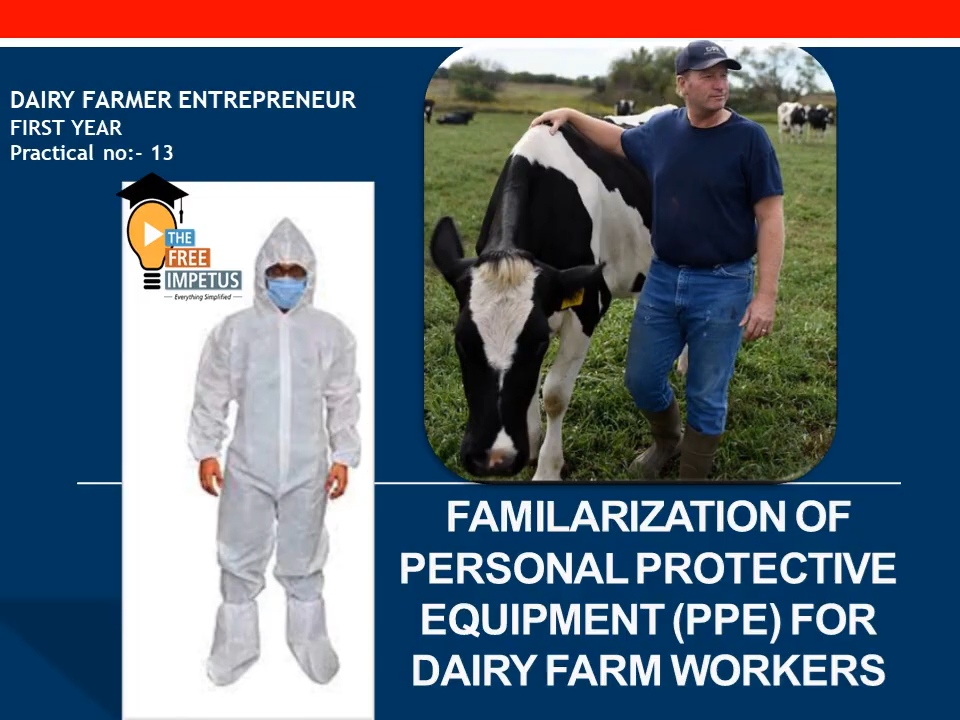 DAIRY FARMER ENTREPRENEUR
FIRST YEAR
Practical no:- 13
THE
FREE
IMPETUS
Everything Simplified
FAMILARIZATION OF
PERSONAL PROTECTIVE
EQUIPMENT (PPE) FOR
DAIRY FARM WORKERS